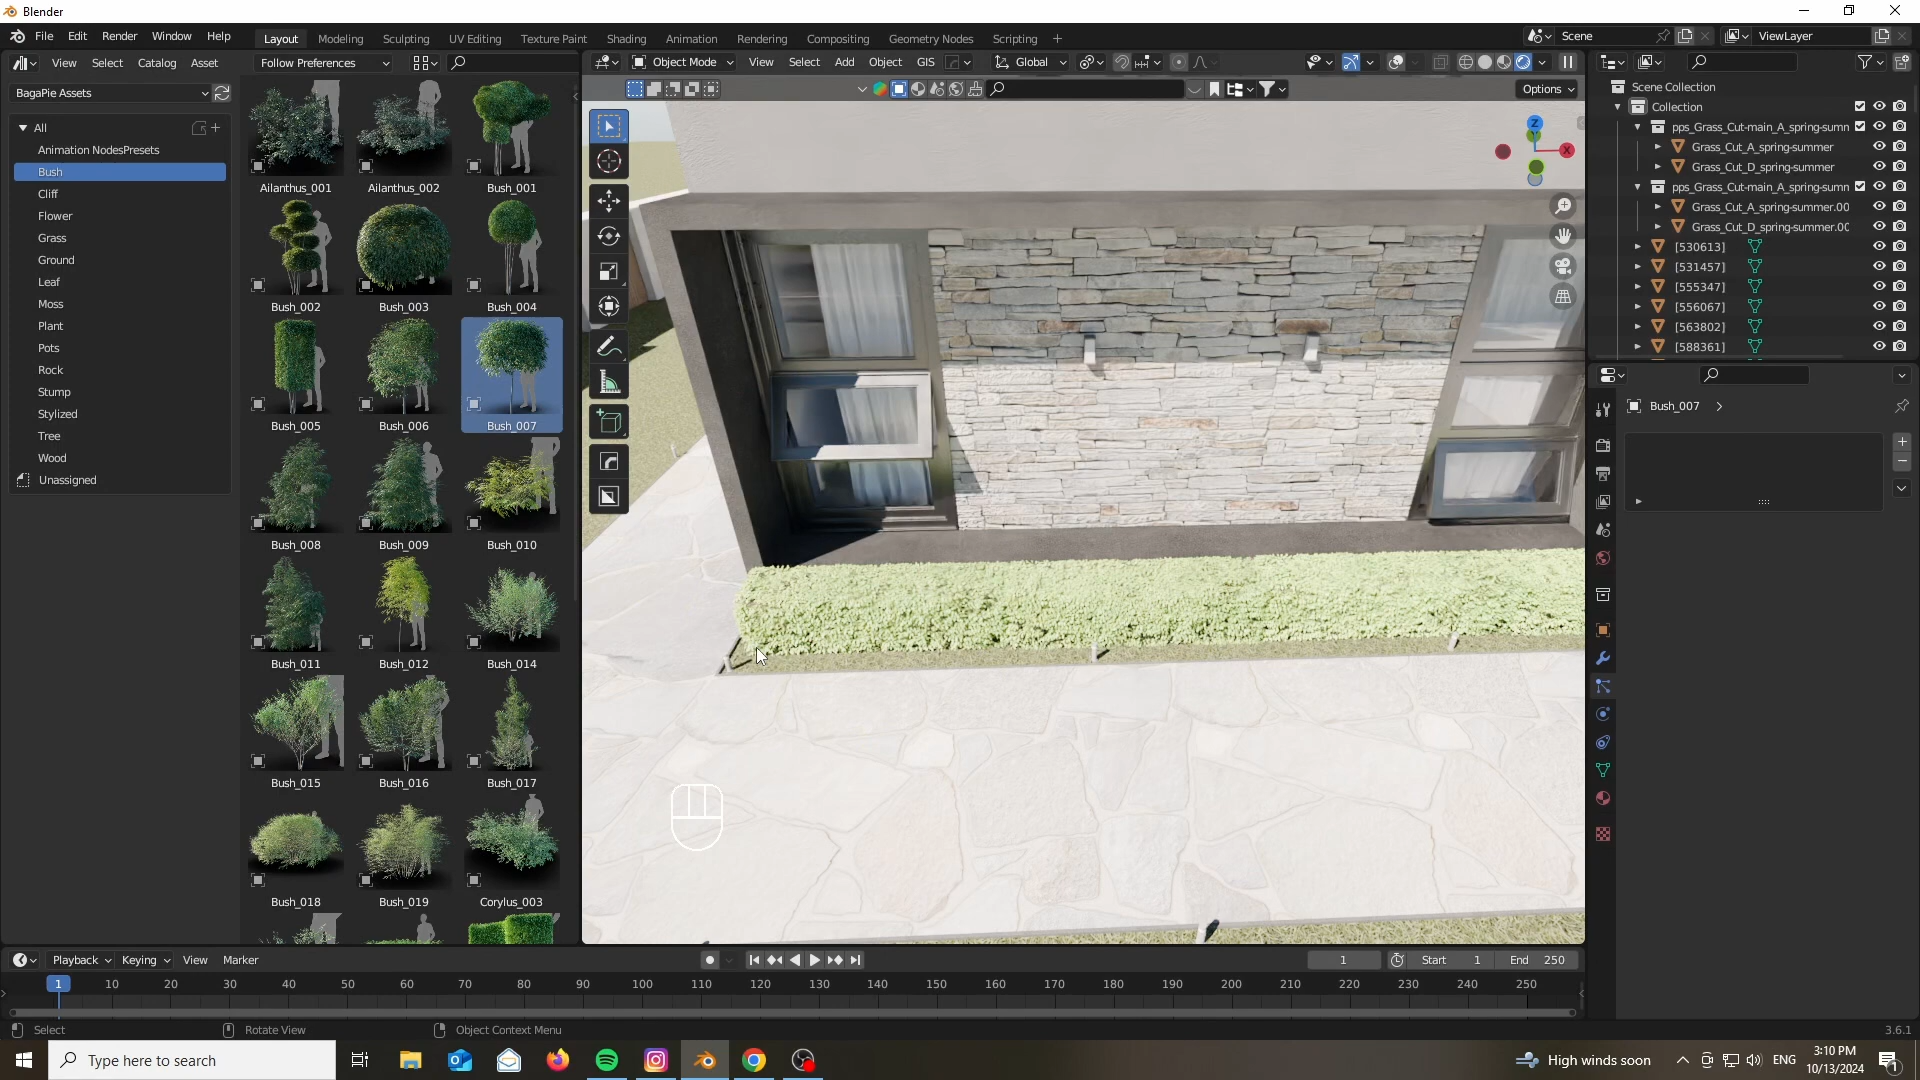 Blender
File Edit Render Window Help
Layout Modeling Sculpting UV Editing Texture Paint Shading Animation Rendering Compositing Geometry Nodes Scripting
Scene
ViewLayer
View Select Catalog Asset
Follow Preferences
Object Mode View Select Add Object GIS
Global
Options
BagaPie Assets
All
Animation NodesPresets
Bush
Cliff
Flower
Grass
Ground
Leaf
Moss
Plant
Pots
Rock
Stump
Stylized
Tree
Wood
Unassigned
Ailanthus_001 Ailanthus_002 Bush_001
Bush_002 Bush_003 Bush_004
Bush_005 Bush_006 Bush_007
Bush_008 Bush_009 Bush_010
Bush_011 Bush_012 Bush_014
Bush_015 Bush_016 Bush_017
Bush_018 Bush_019 Corylus_003
Z
X
Scene Collection
Collection
pps_Grass_Cut-main_A_spring-summ
Grass_Cut_A_spring-summer
Grass_Cut_D_spring-summer
pps_Grass_Cut-main_A_spring-summ
Grass_Cut_A_spring-summer.00
Grass_Cut_D_spring-summer.00
[530613]
[531457]
[555347]
[556067]
[563802]
[588361]
Bush_007
Playback Keying View Marker
1
Start 1
End 250
1 10 20 30 40 50 60 70 80 90 100 110 120 130 140 150 160 170 180 190 200 210 220 230 240 250
Select
Rotate View
Object Context Menu
3.6.1
Type here to search
High winds soon
ENG
3:10 PM
10/13/2024
1